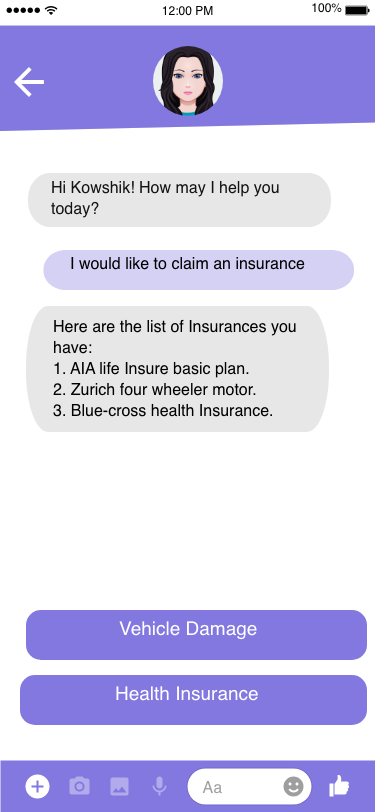 12:00 PM
100%
Hi Kowshik! How may I help you
today?
I would like to claim an insurance
Here are the list of Insurances you
have:
1. AIA life Insure basic plan.
2. Zurich four wheeler motor.
3. Blue-cross health Insurance.
Vehicle Damage
Health Insurance
Aa